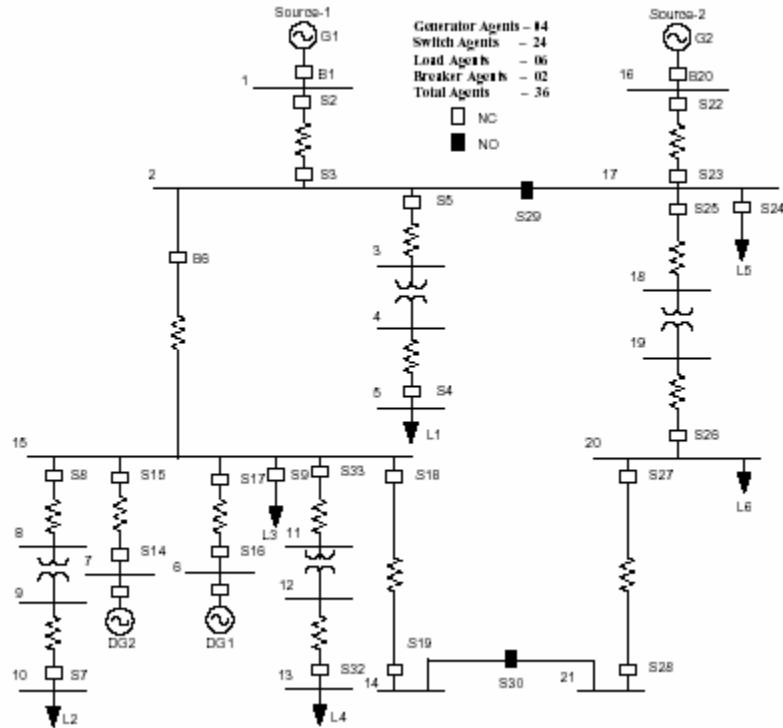 Source-1
G1
B1
1
S2
S3
2
Generator Agents – 04
Switch Agents – 24
Load Agents – 06
Breaker Agents – 02
Total Agents – 36
NC
NO
Source-2
G2
B20
16
S22
17
S23
S29
S5
S25
S24
L5
B6
3
4
S4
5
L1
18
19
S26
20
S27
L6
15
S8
S15
S17
S9
S33
S18
L3
8
S14
7
S16
6
11
9
DG2
DG1
12
S7
10
L2
S32
13
L4
S19
14
S30
21
S28